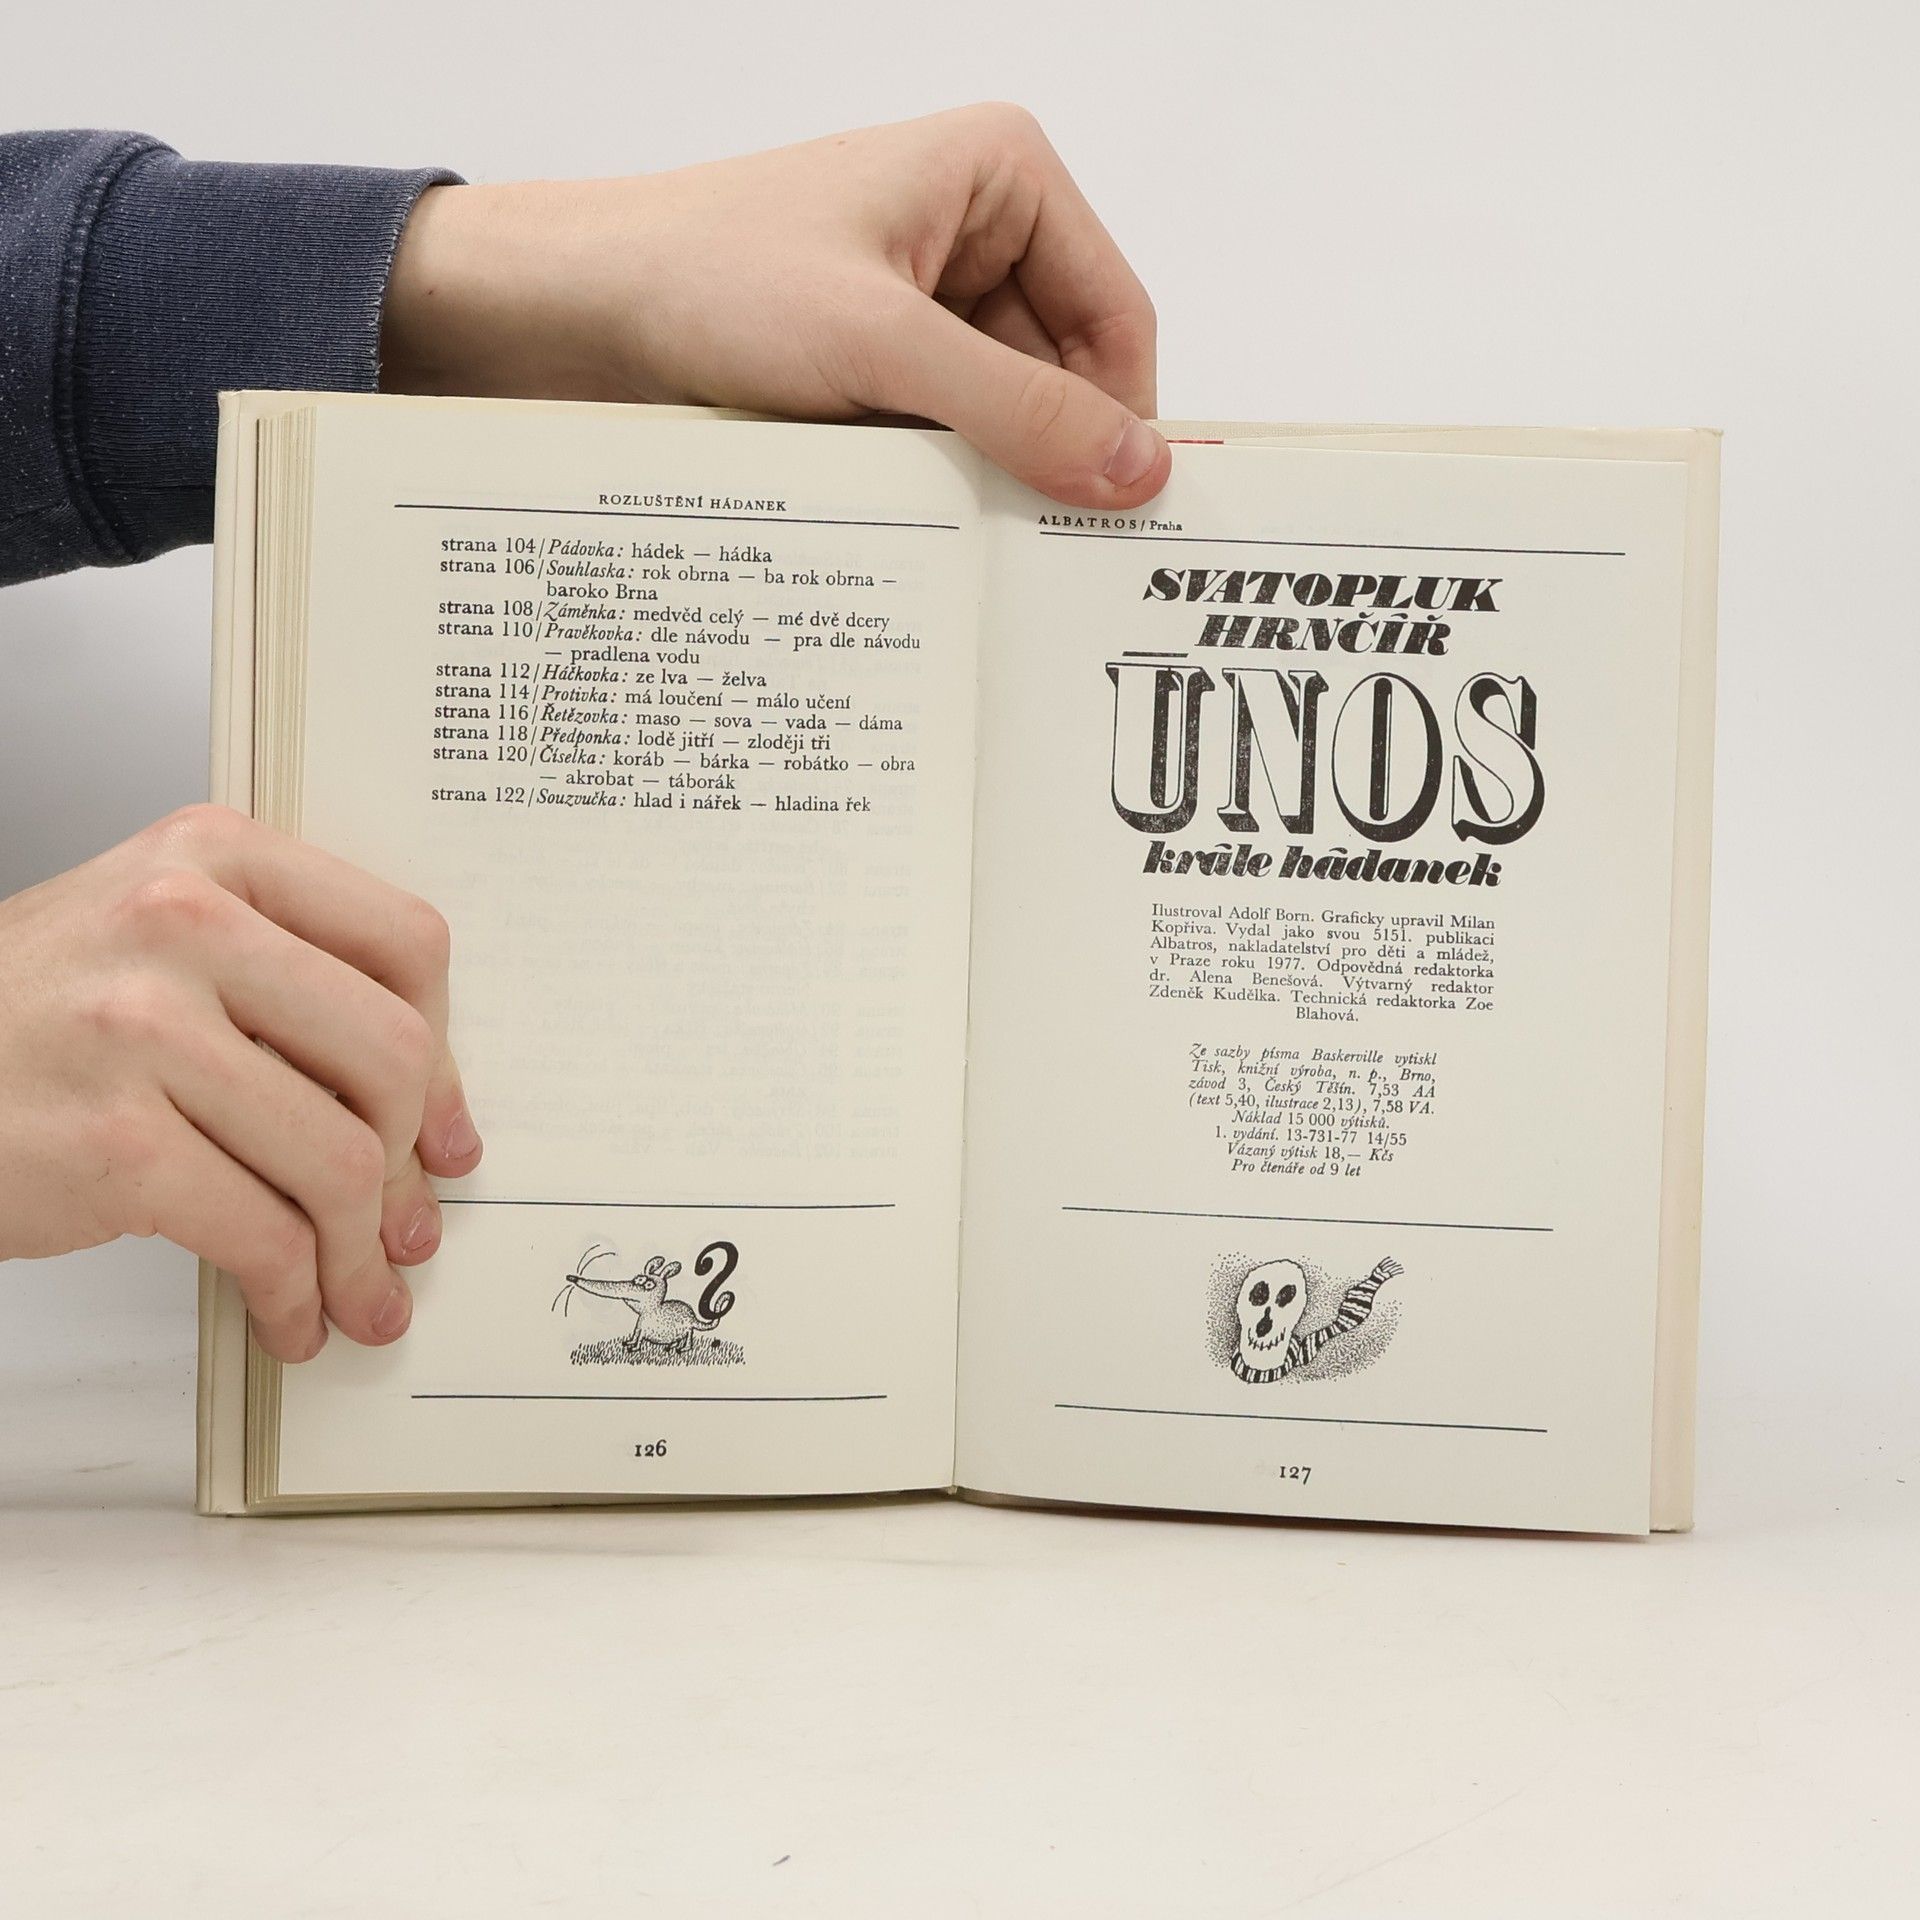 ROZLUŠTĚNÍ HÁDANEK
strana 104/Pádovka: hádek — hádka
strana 106/Souhlaska: rok obrna — ba rok obrna —
baroko Brna
strana 108/Záměnka: medvěd celý — mé dvě dcery
strana 110/Pravěkovka: dle návodu — pra dle návodu
— pradlena vodu
strana 112/Háčkovka: ze lva — želva
strana 114/Protivka: má loučení — málo učení
strana 116/Řetězovka: maso — sova — vada — dáma
strana 118/Předponka: lodě jitří — zloději tři
strana 120/Číselka: koráb — bárka — robátko — obra
— akrobat — táborák
strana 122/Souzvučka: hlad i nářek — hladina řek
126
ALBATROS/Praha
SVATOPLUK
HRNČÍŘ
ÚNOS
krále hádanek
Ilustroval Adolf Born. Graficky upravil Milan
Kopřiva. Vydal jako svou 5151. publikaci
Albatros, nakladatelství pro děti a mládež,
v Praze roku 1977. Odpovědná redaktorka
dr. Alena Benešová. Výtvarný redaktor
Zdeněk Kudělka. Technická redaktorka Zoe
Blahová.
Ze sazby písma Baskerville vytiskl
Tisk, knižní výroba, n. p., Brno,
závod 3, Český Těšín. 7,53 AA
(text 5,40, ilustrace 2,13), 7,58 VA.
Náklad 15 000 výtisků.
1. vydání. 13-731-77 14/55
Vázaný výtisk 18,— Kčs
Pro čtenáře od 9 let
127